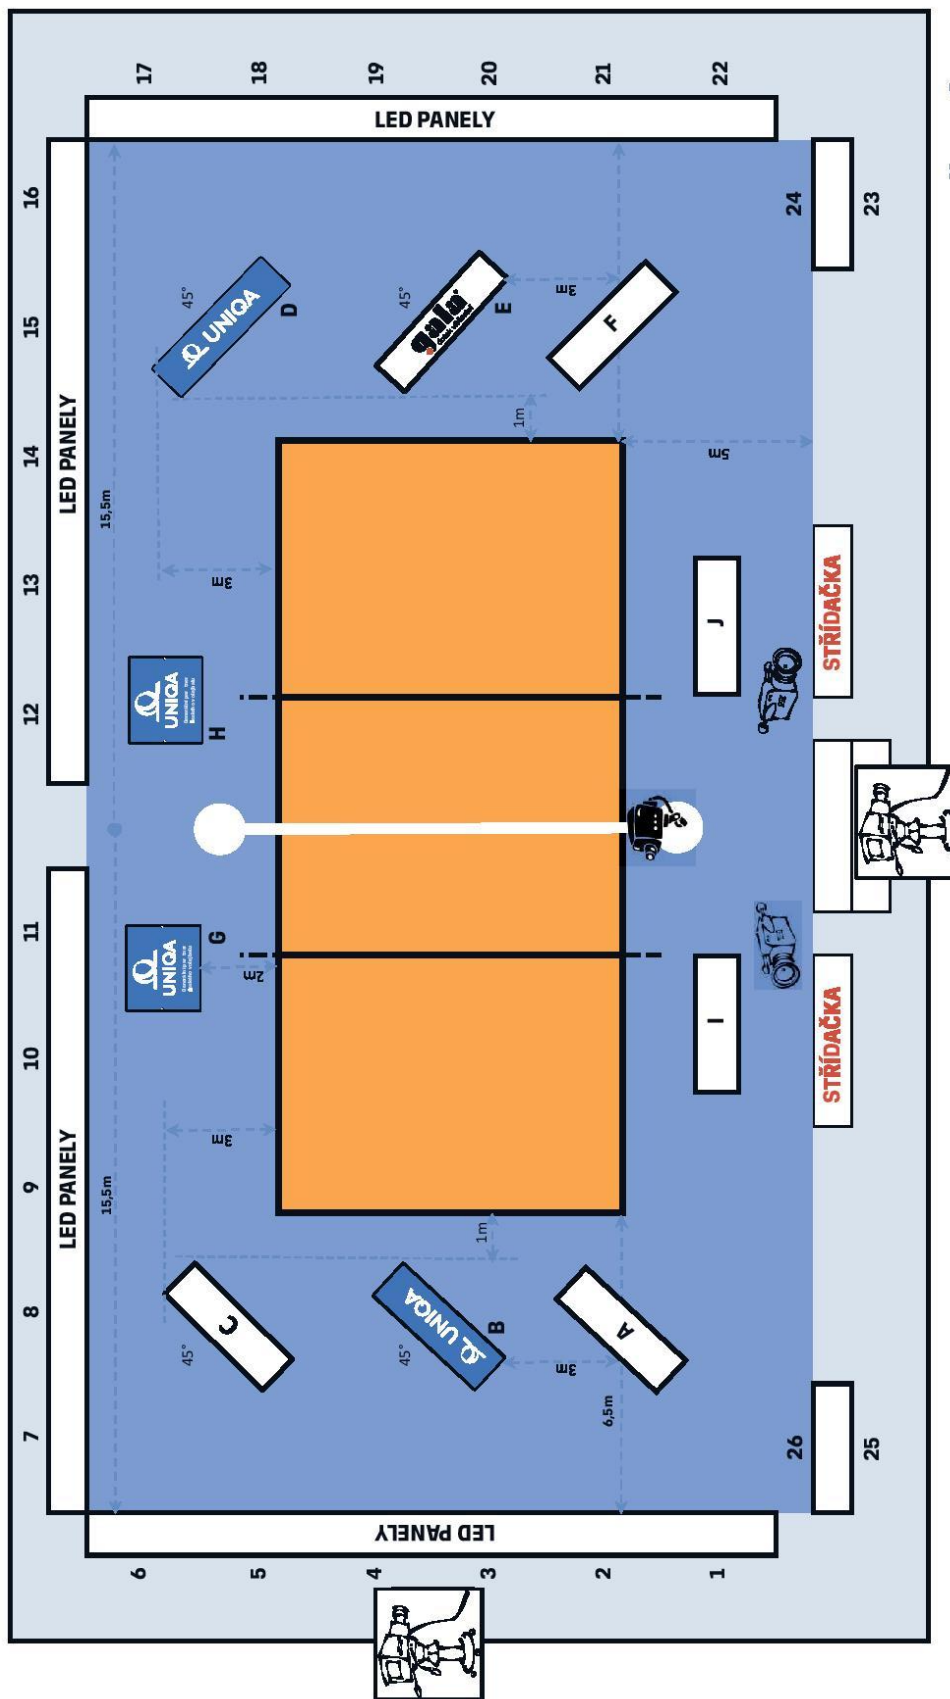 17
18
19
20
21
22
LED PANELY
16
15
14
13
12
11
10
9
8
7
LED PANELY
LED PANELY
15,5m
15,5m
24
23
45°
UNIQA
D
45°
gala
E
3m
F
1m
5m
3m
UNIQA
H
J
STŘÍDAČKA
UNIQA
G
2m
I
STŘÍDAČKA
3m
1m
C
45°
UNIQA
B
45°
A
3m
6,5m
26
25
LED PANELY
6
5
4
3
2
1